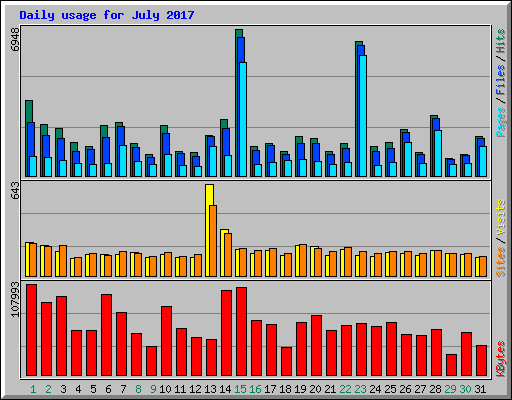 Daily usage for July 2017
6948
Pages / Files / Hits
643
Sites / Visits
107993
KBytes
1 2 3 4 5 6 7 8 9 10 11 12 13 14 15 16 17 18 19 20 21 22 23 24 25 26 27 28 29 30 31